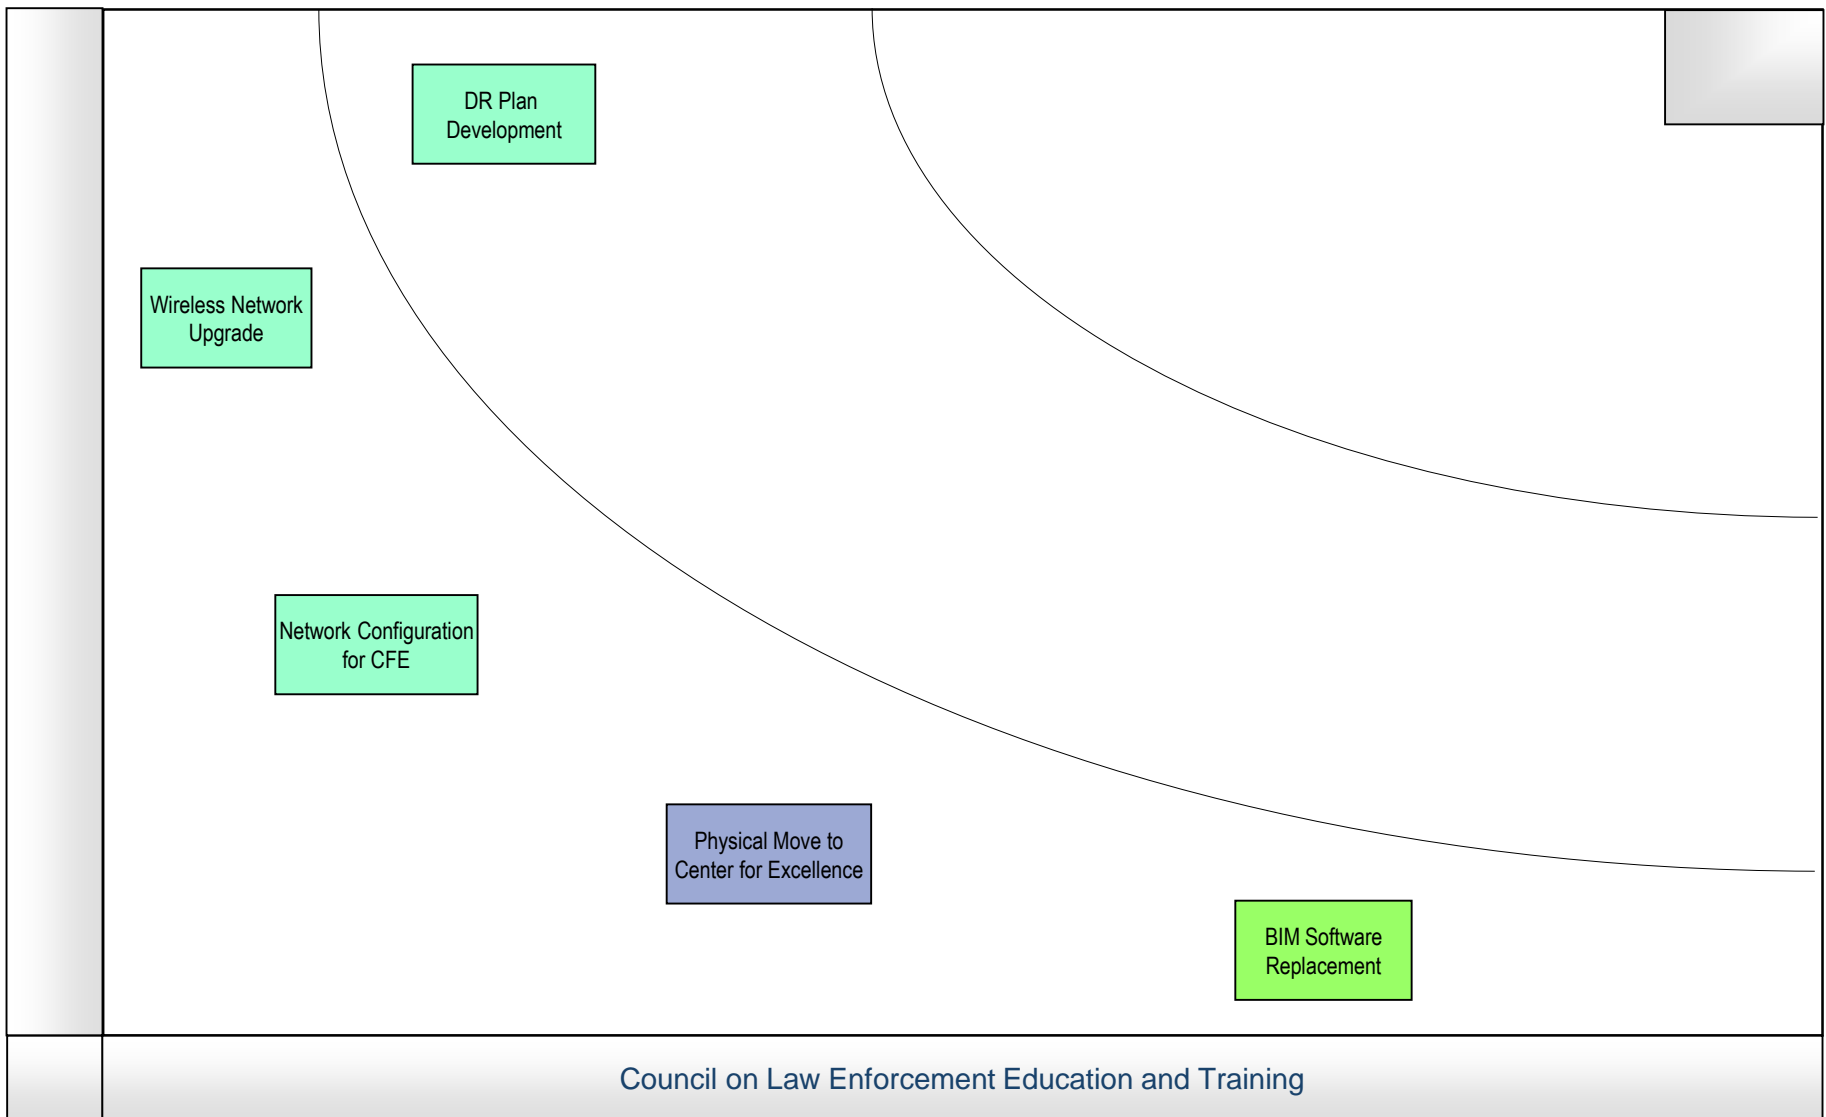 DR Plan
Development
Wireless Network
Upgrade
Network Configuration
for CFE
Physical Move to
Center for Excellence
BIM Software
Replacement
Council on Law Enforcement Education and Training